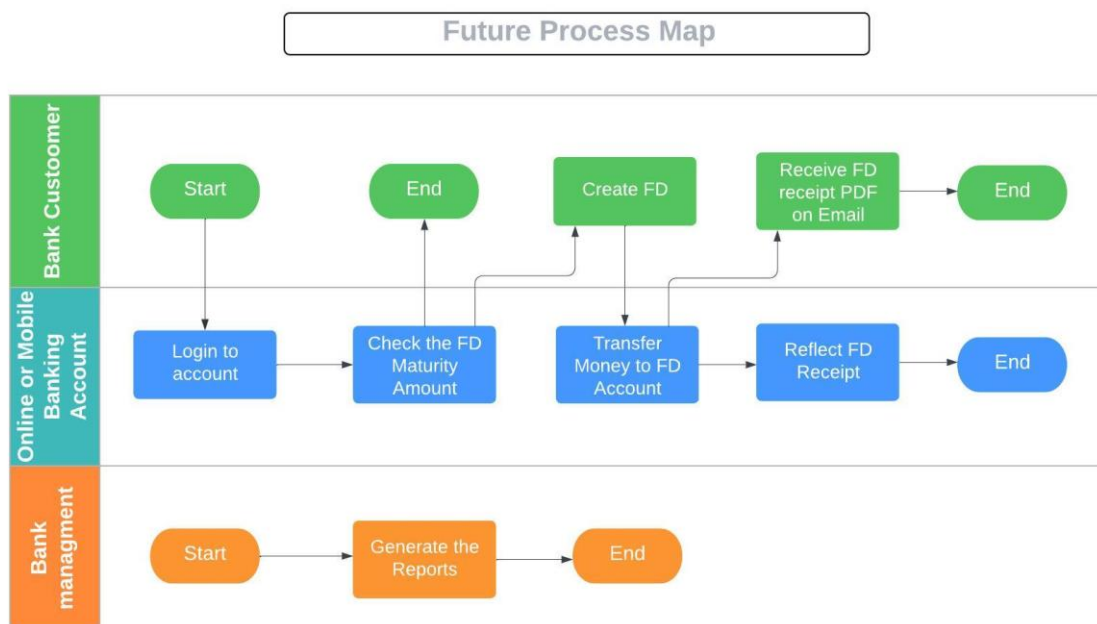 Future Process Map
Bank Custoomer
Start
End
Create FD
Receive FD
receipt PDF
on Email
End
Online or Mobile
Banking
Account
Login to
account
Check the FD
Maturity
Amount
Transfer
Money to FD
Account
Reflect FD
Receipt
End
Bank
managment
Start
Generate the
Reports
End